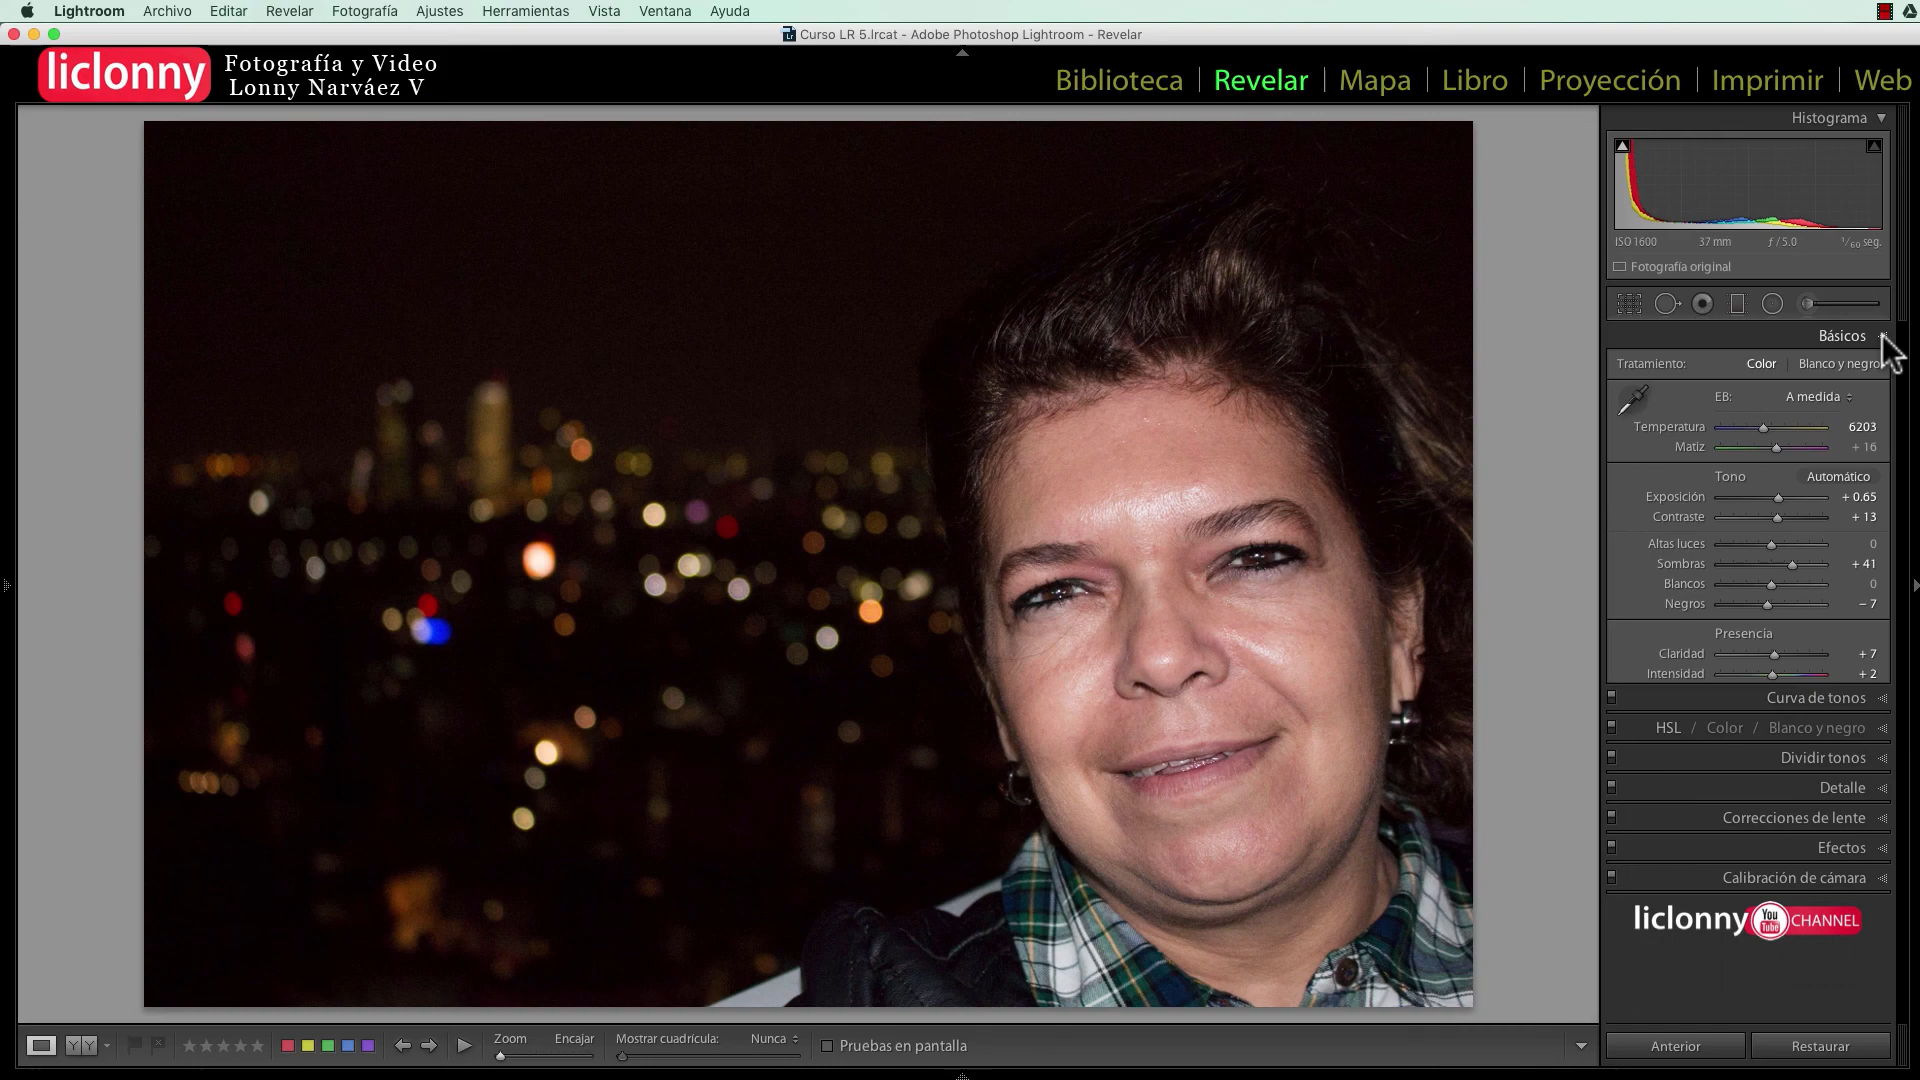 Lightroom Archivo Editar Revelar Fotografía Ajustes Herramientas Vista Ventana Ayuda
Curso LR 5.lrcat - Adobe Photoshop Lightroom - Revelar
liclonny
Fotografía y Video
Lonny Narváez V
Biblioteca Revelar Mapa Libro Proyección Imprimir Web
Histograma
ISO 1600 37 mm ƒ / 5.0 1/60 seg.
Fotografía original
Básicos
Tratamiento: Color Blanco y negro
EB: A medida
Temperatura 6203
Matiz + 16
Tono Automático
Exposición + 0.65
Contraste + 13
Altas luces 0
Sombras + 41
Blancos 0
Negros – 7
Presencia
Claridad + 7
Intensidad + 2
Curva de tonos
HSL / Color / Blanco y negro
Dividir tonos
Detalle
Correcciones de lente
Efectos
Calibración de cámara
liclonny You Tube CHANNEL
YY Zoom Encajar Mostrar cuadrícula: Nunca Pruebas en pantalla
Anterior Restaurar